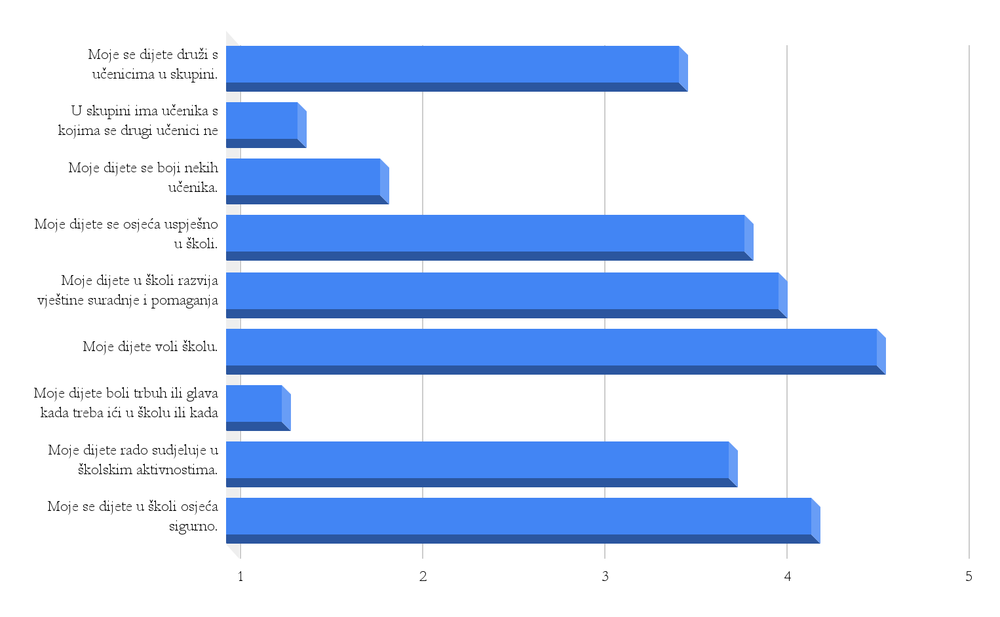 Moje se dijete druži s
učenicima u skupini.
U skupini ima učenika s
kojima se drugi učenici ne
Moje dijete se boji nekih
učenika.
Moje dijete se osjeća uspješno
u školi.
Moje dijete u školi razvija
vještine suradnje i pomaganja
Moje dijete voli školu.
Moje dijete boli trbuh ili glava
kada treba ići u školu ili kada
Moje dijete rado sudjeluje u
školskim aktivnostima.
Moje se dijete u školi osjeća
sigurno.
1 2 3 4 5